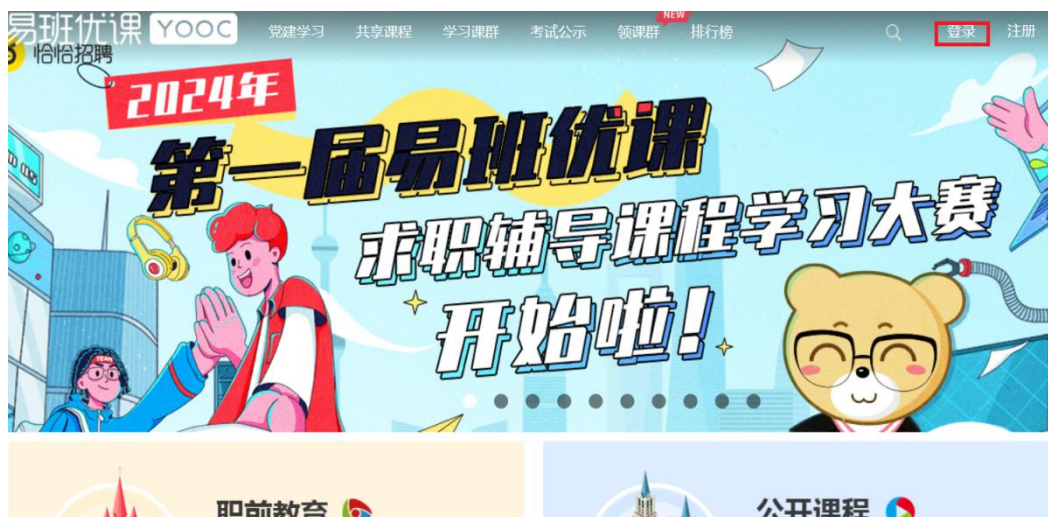 易班优课 YOOC 党建学习 共享课程 学习课群 考试公示 领课群 NEW 排行榜 登录 注册
恰恰招聘
2024年
第一届易班优课
求职辅导课程学习大赛
开始啦!
TEAM
职前教育 公开课程